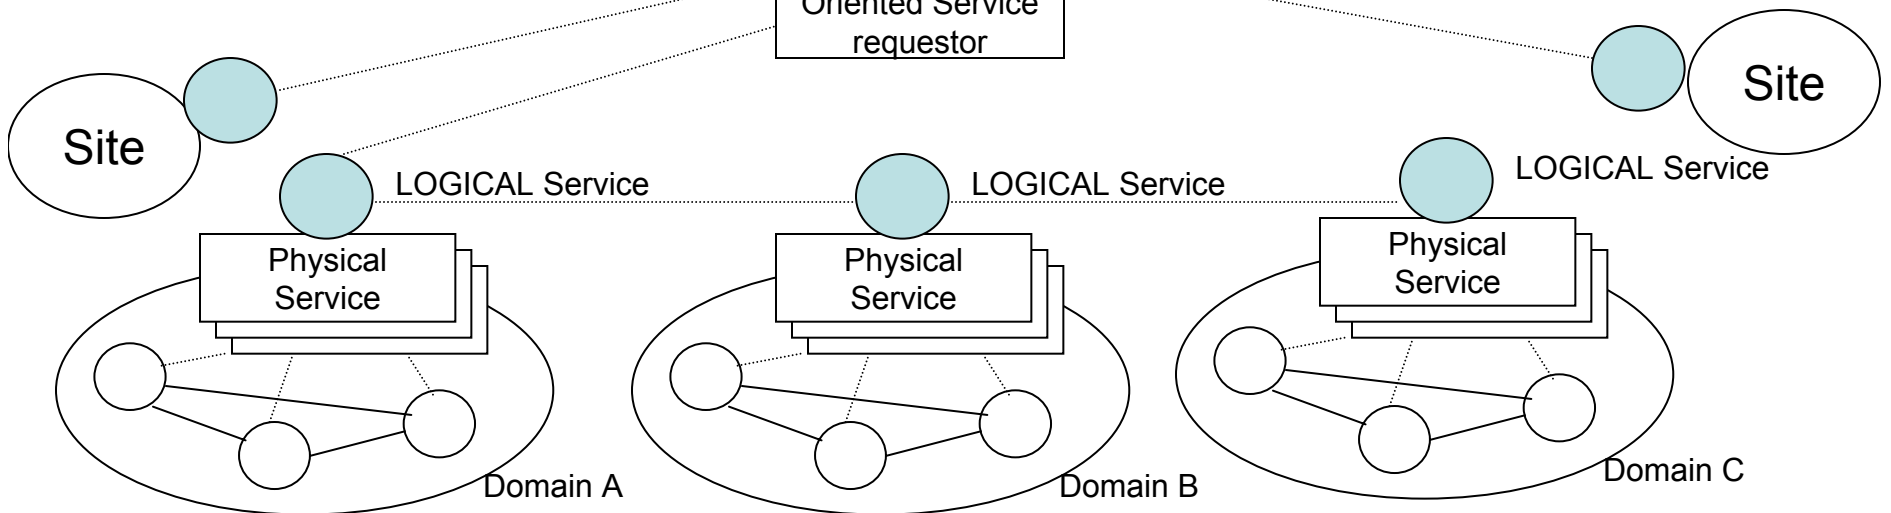 Oriented Service
requestor
Site
Site
LOGICAL Service
LOGICAL Service
LOGICAL Service
Physical
Service
Physical
Service
Physical
Service
Domain A
Domain B
Domain C